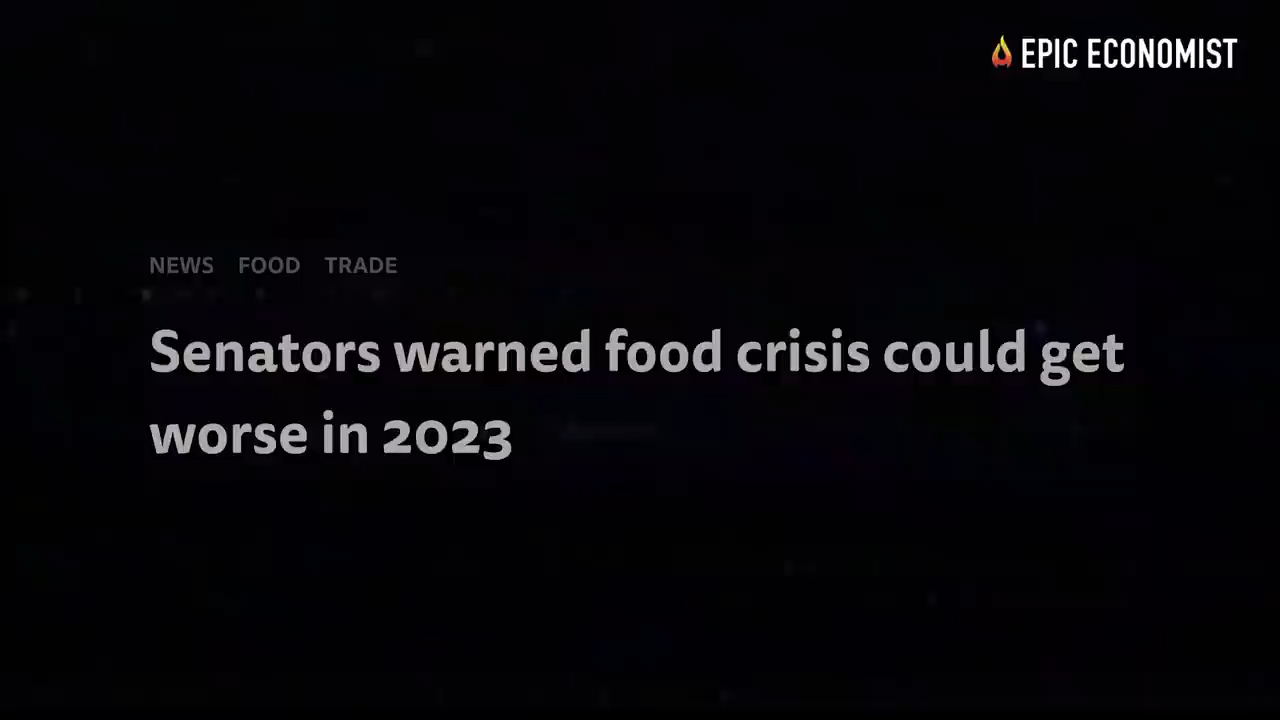 EPIC ECONOMIST
NEWS FOOD TRADE
Senators warned food crisis could get
worse in 2023